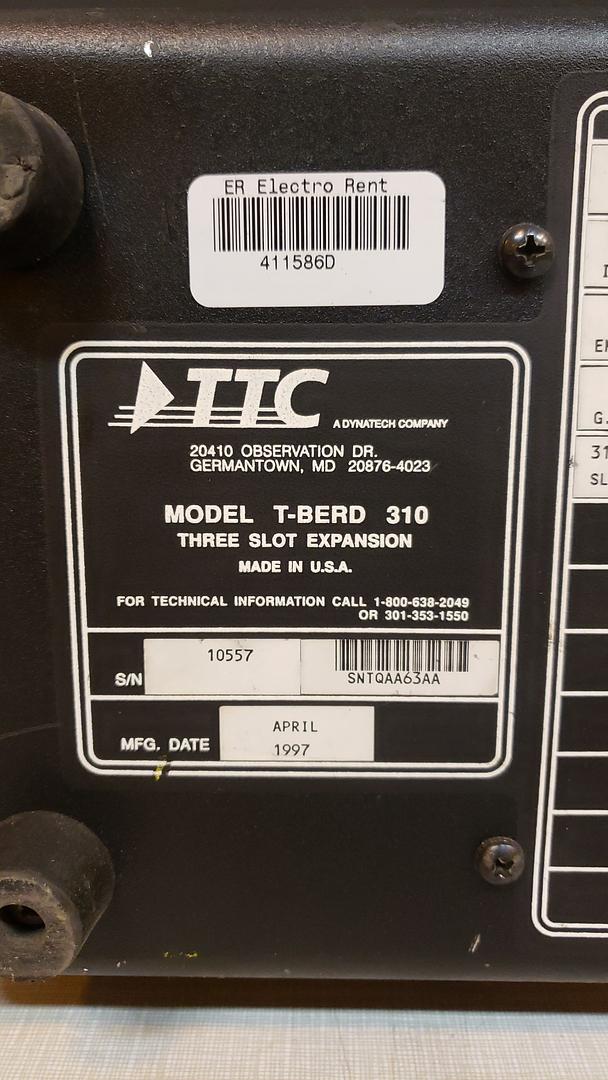 ER Electro Rent
411586D
TTC A DYNATECH COMPANY
20410 OBSERVATION DR.
GERMANTOWN, MD 20876-4023
MODEL T-BERD 310
THREE SLOT EXPANSION
MADE IN U.S.A.
FOR TECHNICAL INFORMATION CALL 1-800-638-2049
OR 301-353-1550
S/N 10557 SNTQAA63AA
MFG. DATE APRIL
1997